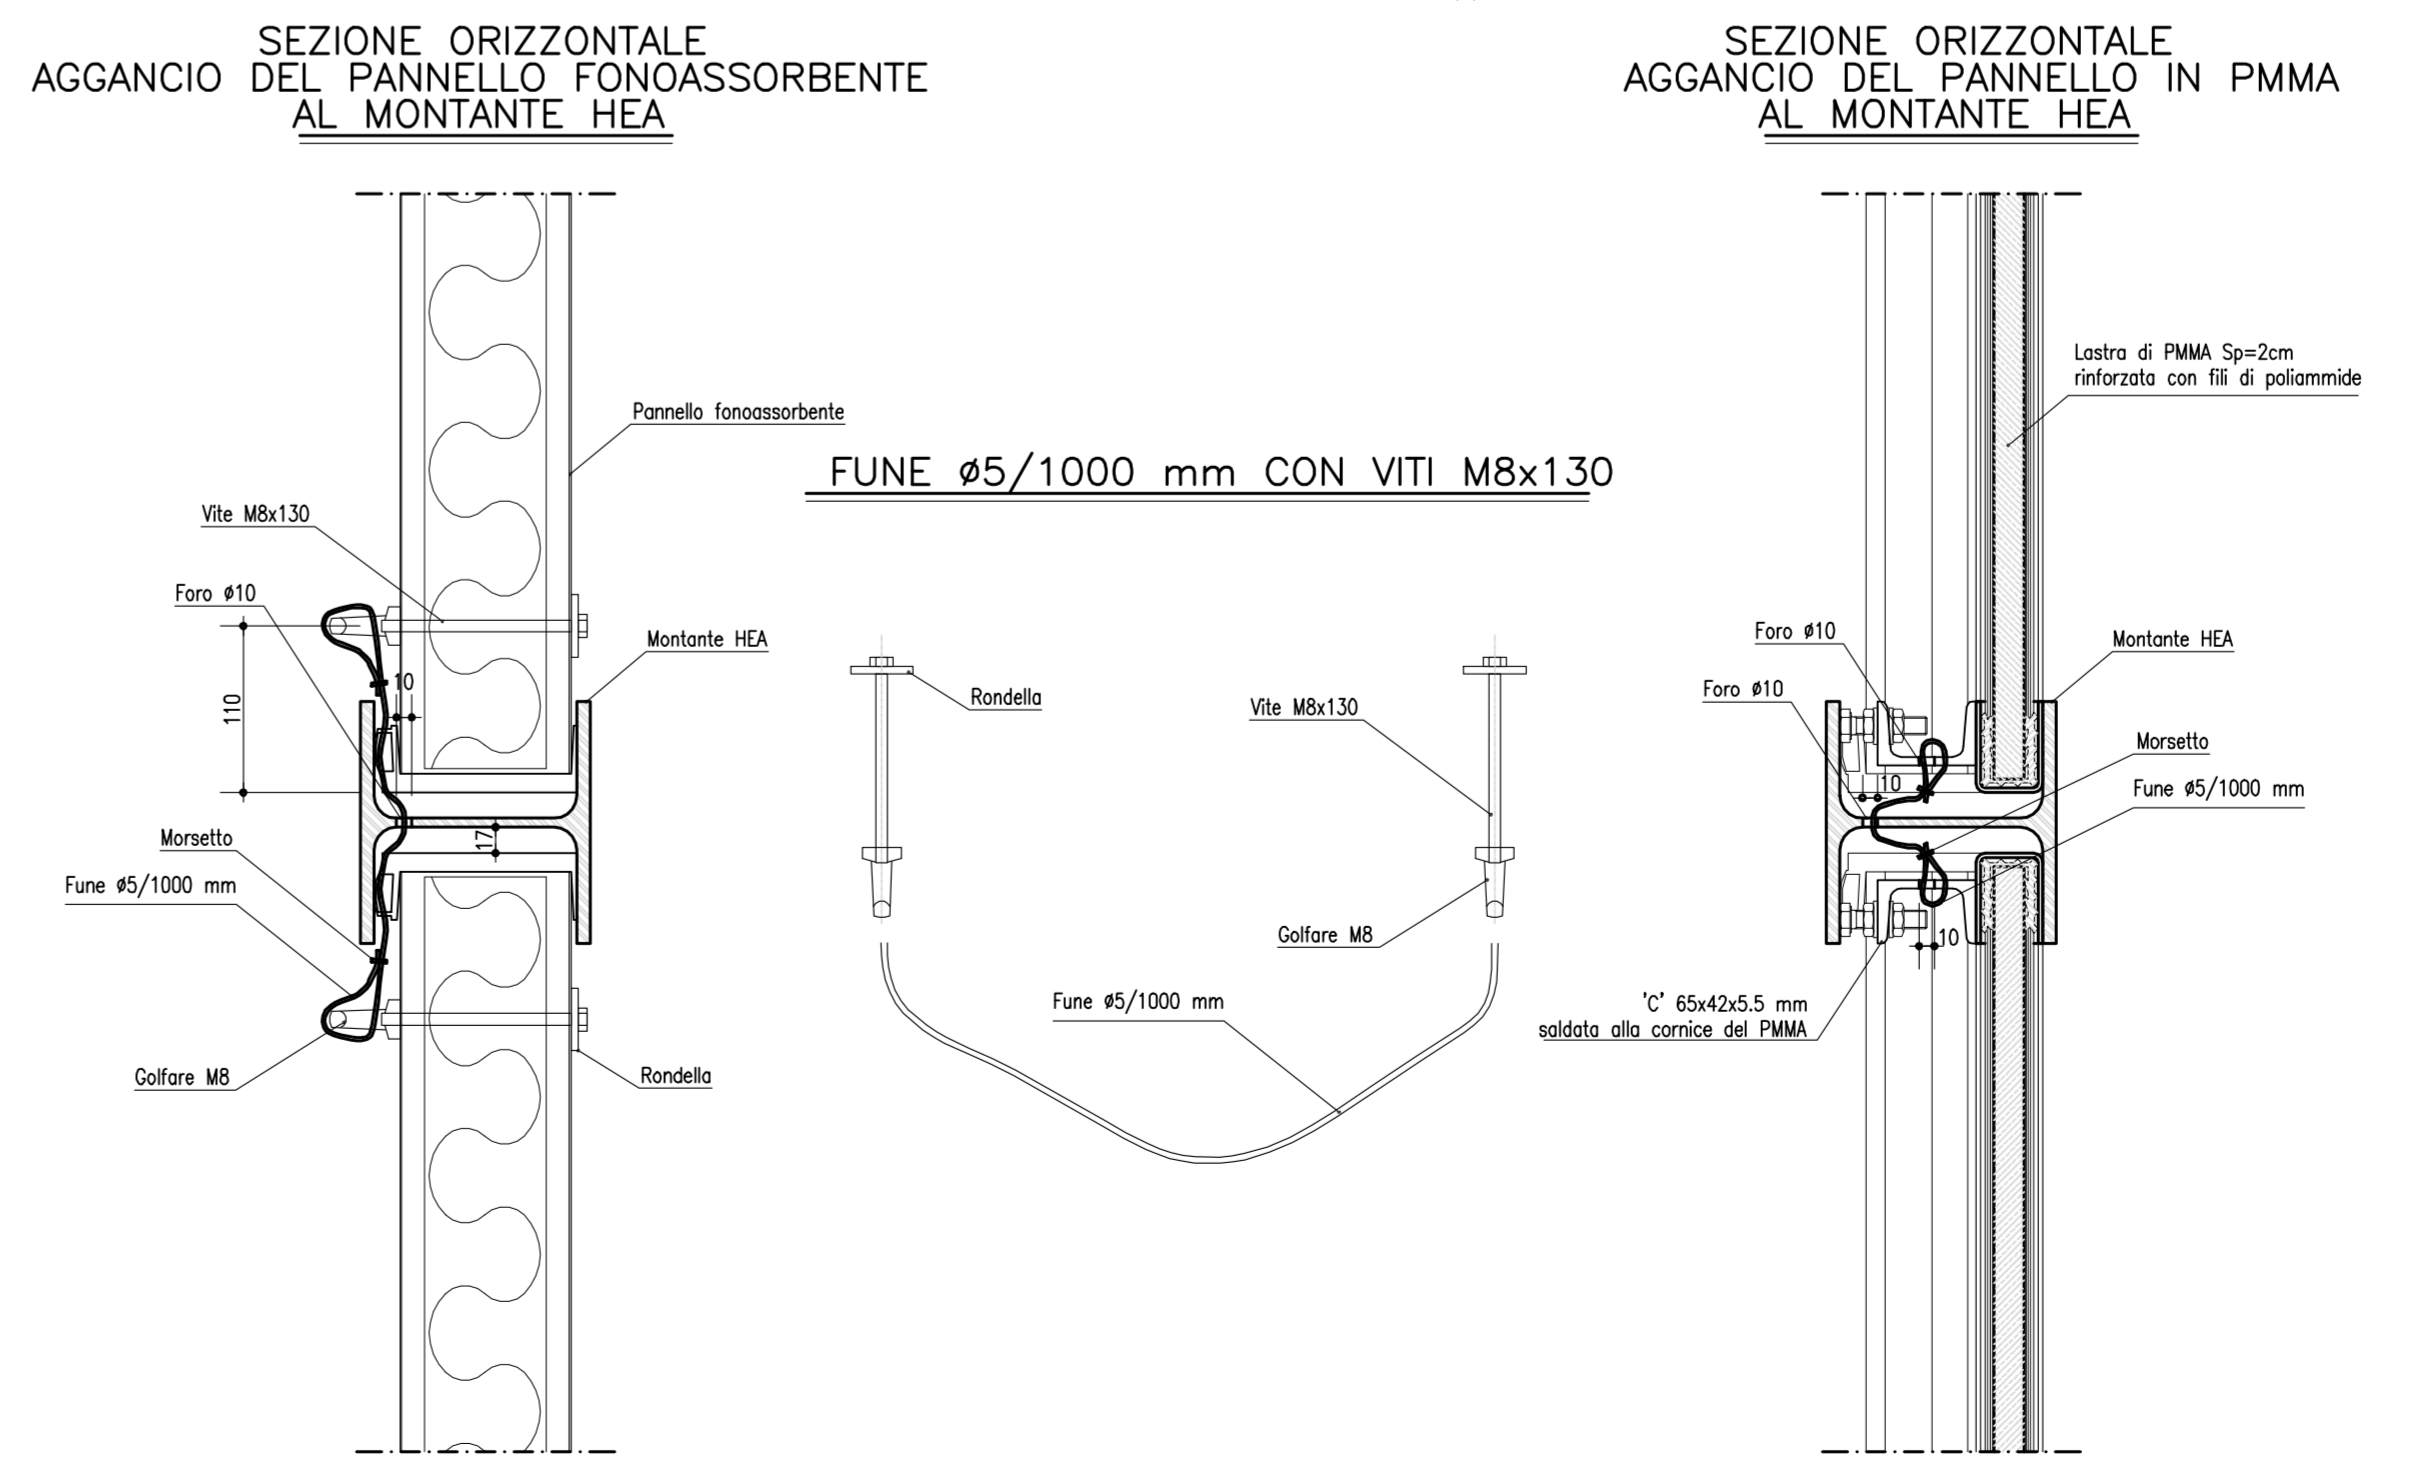 SEZIONE ORIZZONTALE
AGGANCIO DEL PANNELLO FONOASSORBENTE
AL MONTANTE HEA
Pannello fonoassorbente
Vite M8x130
Foro ø10
Montante HEA
10
110
17
Morsetto
Fune ø5/1000 mm
Golfare M8
Rondella
FUNE ø5/1000 mm CON VITI M8x130
Rondella
Vite M8x130
Golfare M8
Fune ø5/1000 mm
SEZIONE ORIZZONTALE
AGGANCIO DEL PANNELLO IN PMMA
AL MONTANTE HEA
Lastra di PMMA Sp=2cm
rinforzata con fili di poliammide
Foro ø10
Montante HEA
Foro ø10
Morsetto
10
Fune ø5/1000 mm
10
'C' 65x42x5.5 mm
saldata alla cornice del PMMA